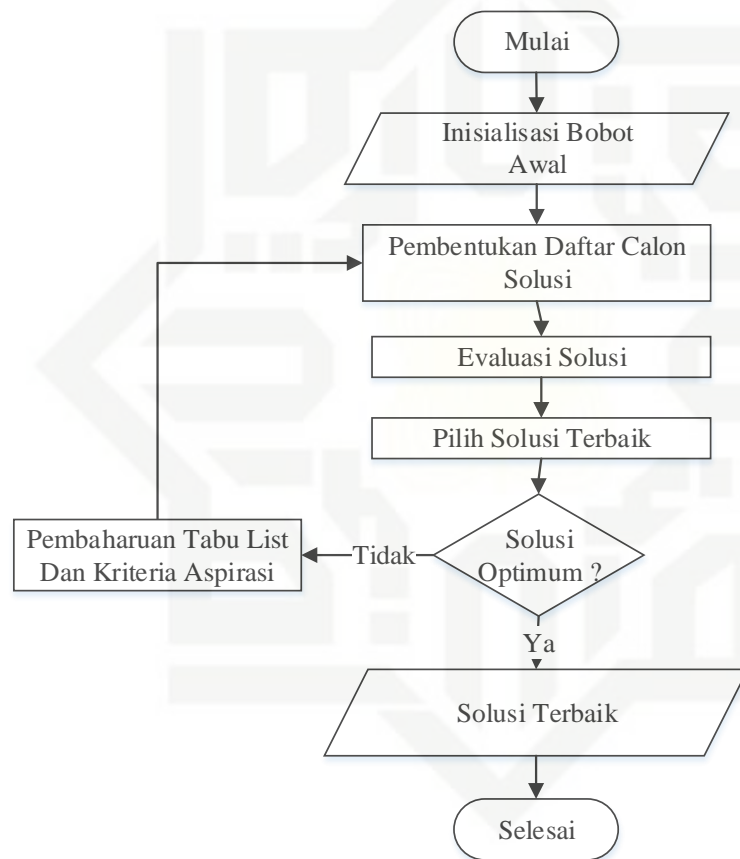 Mulai
Inisialisasi Bobot
Awal
Pembentukan Daftar Calon
Solusi
Evaluasi Solusi
Pilih Solusi Terbaik
Solusi
Optimum ?
Tidak
Pembaharuan Tabu List
Dan Kriteria Aspirasi
Ya
Solusi Terbaik
Selesai